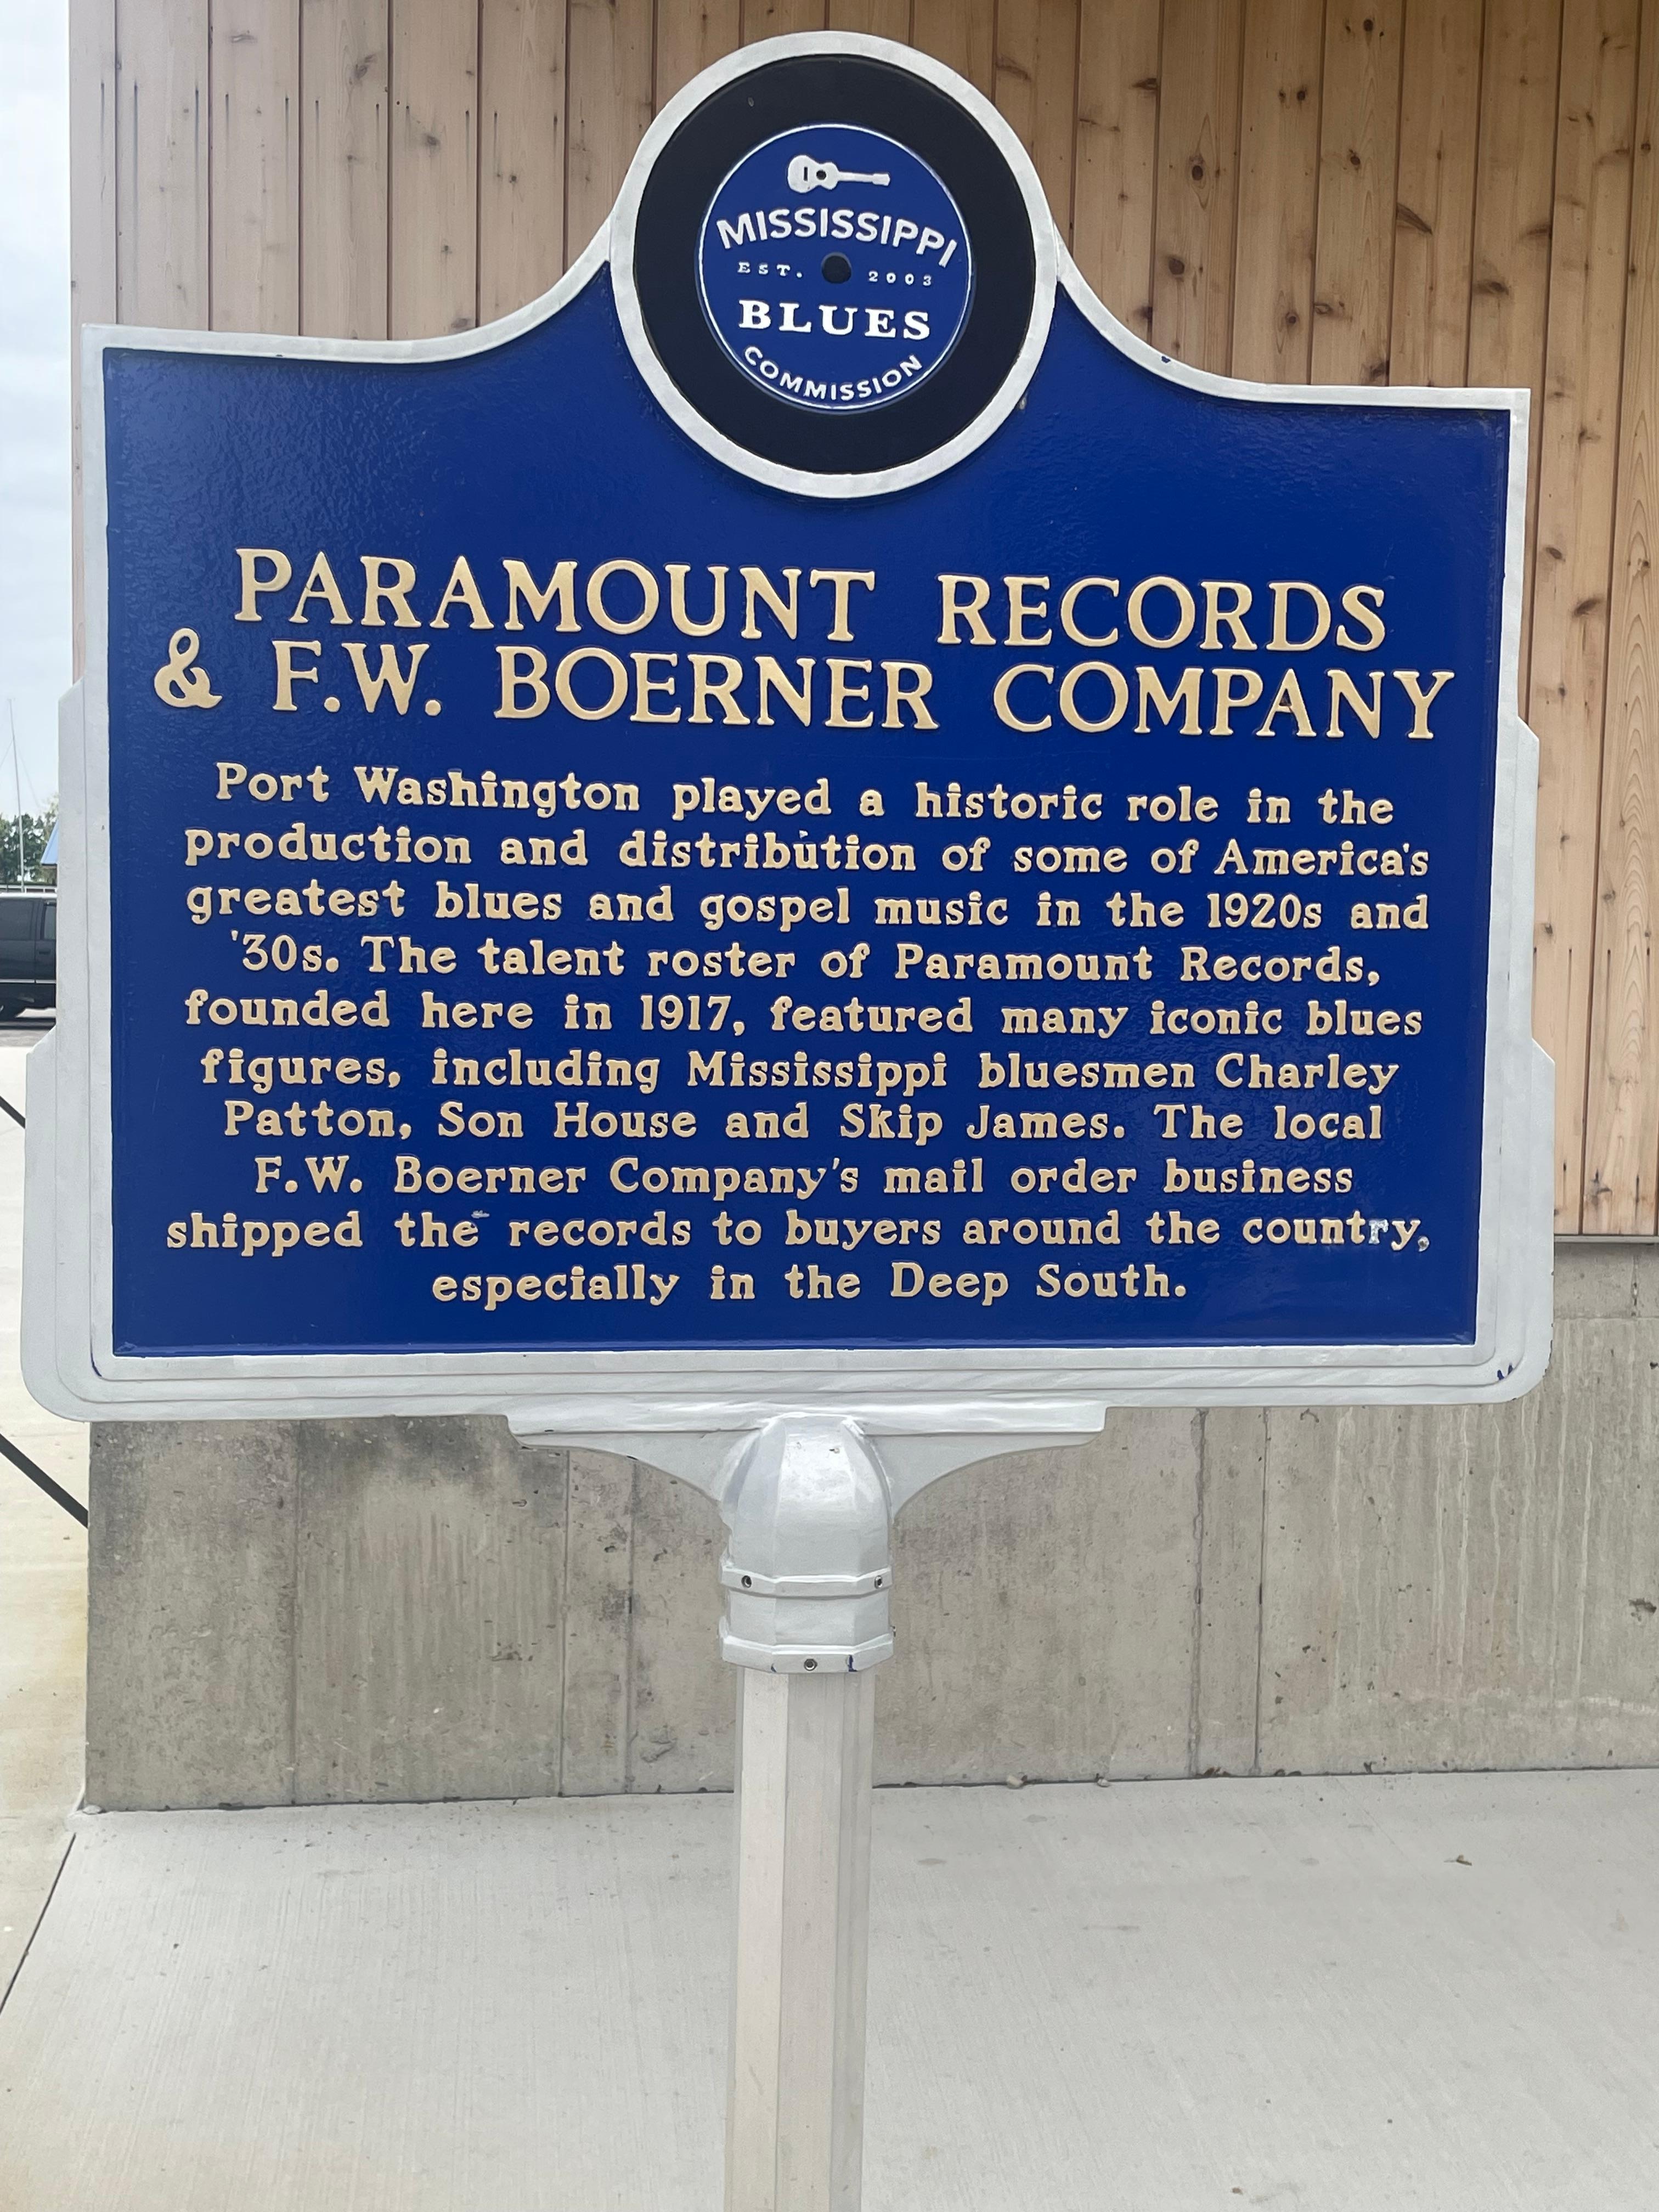 MISSISSIPPI
EST. 2003
BLUES
COMMISSION
PARAMOUNT RECORDS
& F.W. BOERNER COMPANY
Port Washington played a historic role in the
production and distribution of some of America's
greatest blues and gospel music in the 1920s and
'30s. The talent roster of Paramount Records,
founded here in 1917, featured many iconic blues
figures, including Mississippi bluesmen Charley
Patton, Son House and Skip James. The local
F.W. Boerner Company's mail order business
shipped the records to buyers around the country,
especially in the Deep South.